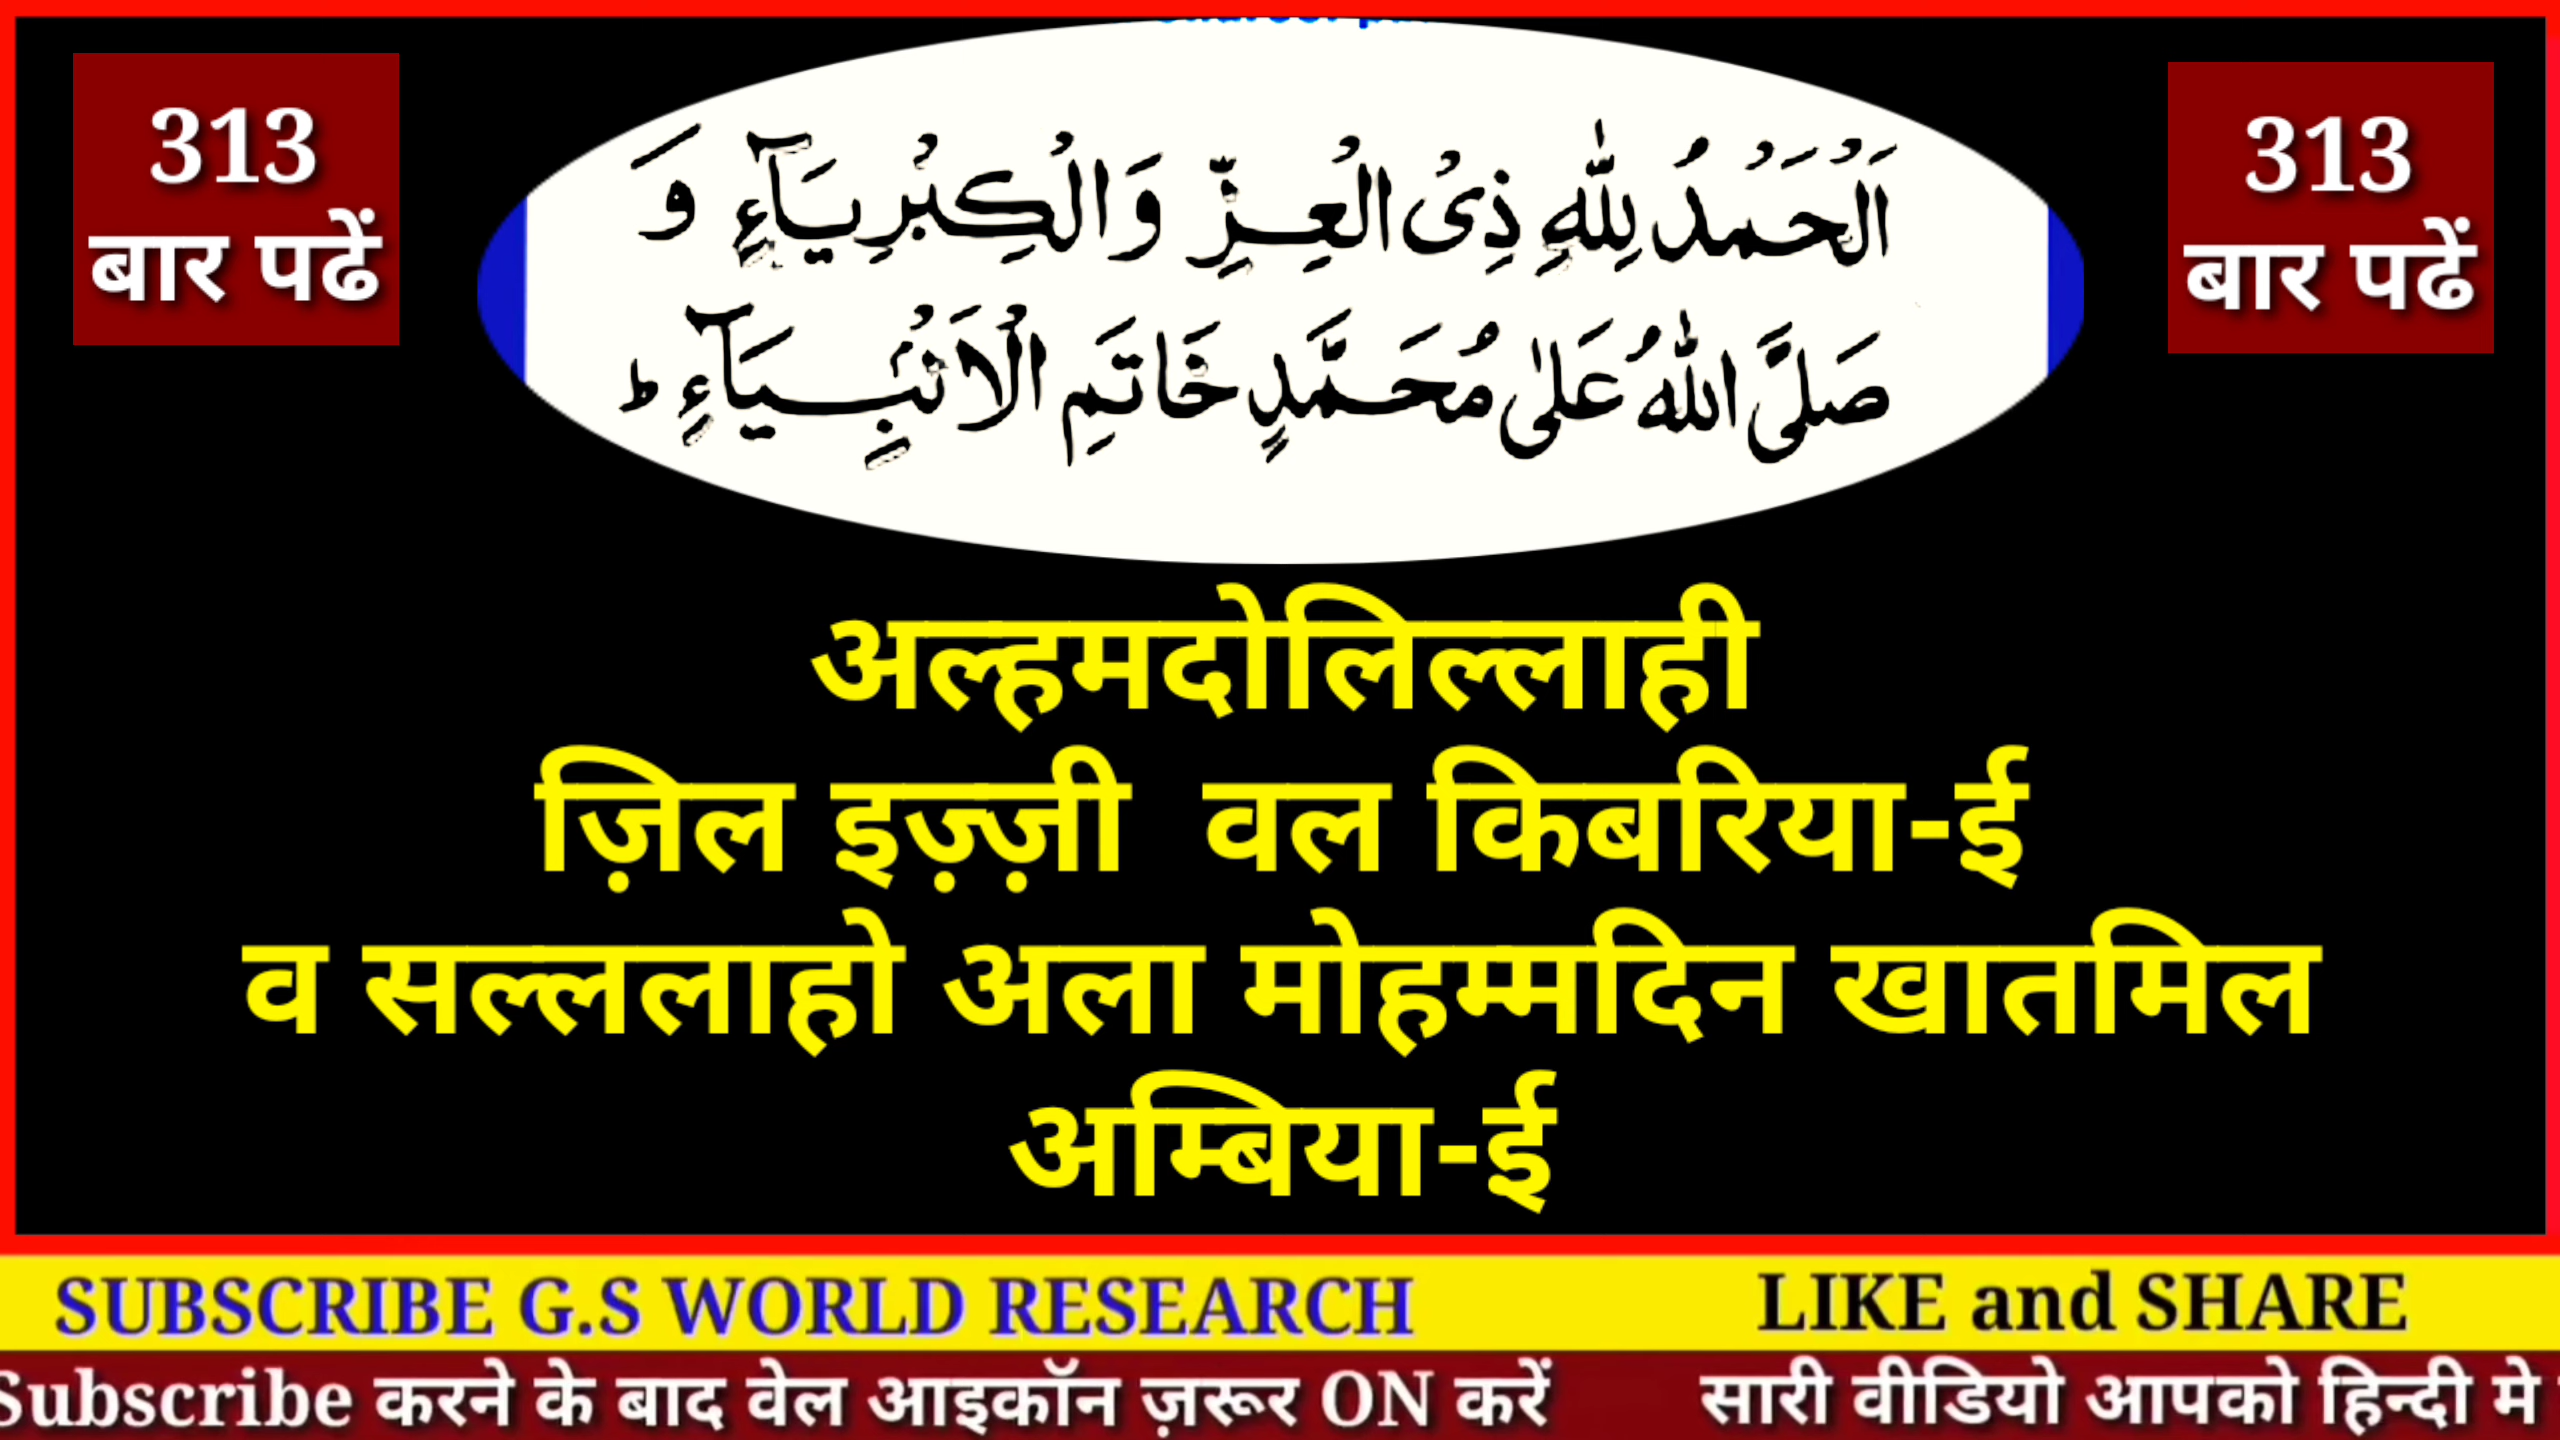 313
बार पढें
313
बार पढें
اَلْحَمْدُ لِلّٰهِ ذِی الْعِزِّ وَالْکِبْرِیَآءِ وَ
صَلَّی اللّٰهُ عَلٰی مُحَمَّدٍ خَاتَمِ الْاَنْۢبِیَآءِ ؕ
अल्हमदोलिल्लाही
ज़िल इज़्ज़ी वल किबरिया-ई
व सल्ललाहो अला मोहम्मदिन खातमिल
अम्बिया-ई
SUBSCRIBE G.S WORLD RESEARCH
LIKE and SHARE
Subscribe करने के बाद वेल आइकॉन ज़रूर ON करें
सारी वीडियो आपको हिन्दी मे